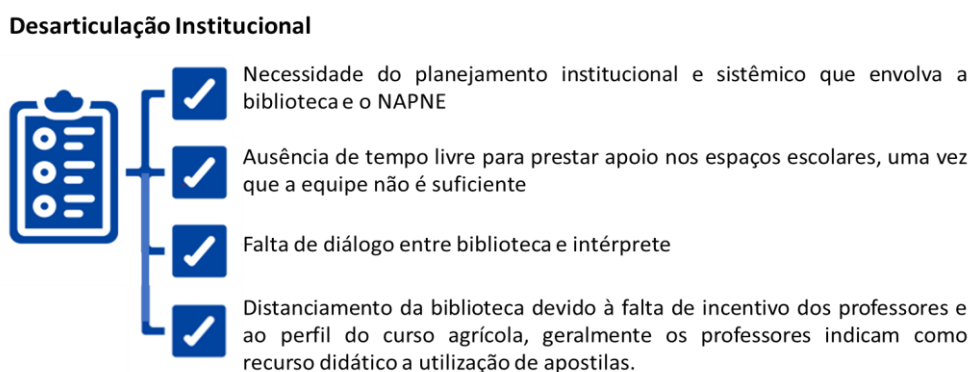 Desarticulação Institucional
Necessidade do planejamento institucional e sistêmico que envolva a
biblioteca e o NAPNE
Ausência de tempo livre para prestar apoio nos espaços escolares, uma vez
que a equipe não é suficiente
Falta de diálogo entre biblioteca e intérprete
Distanciamento da biblioteca devido à falta de incentivo dos professores e
ao perfil do curso agrícola, geralmente os professores indicam como
recurso didático a utilização de apostilas.